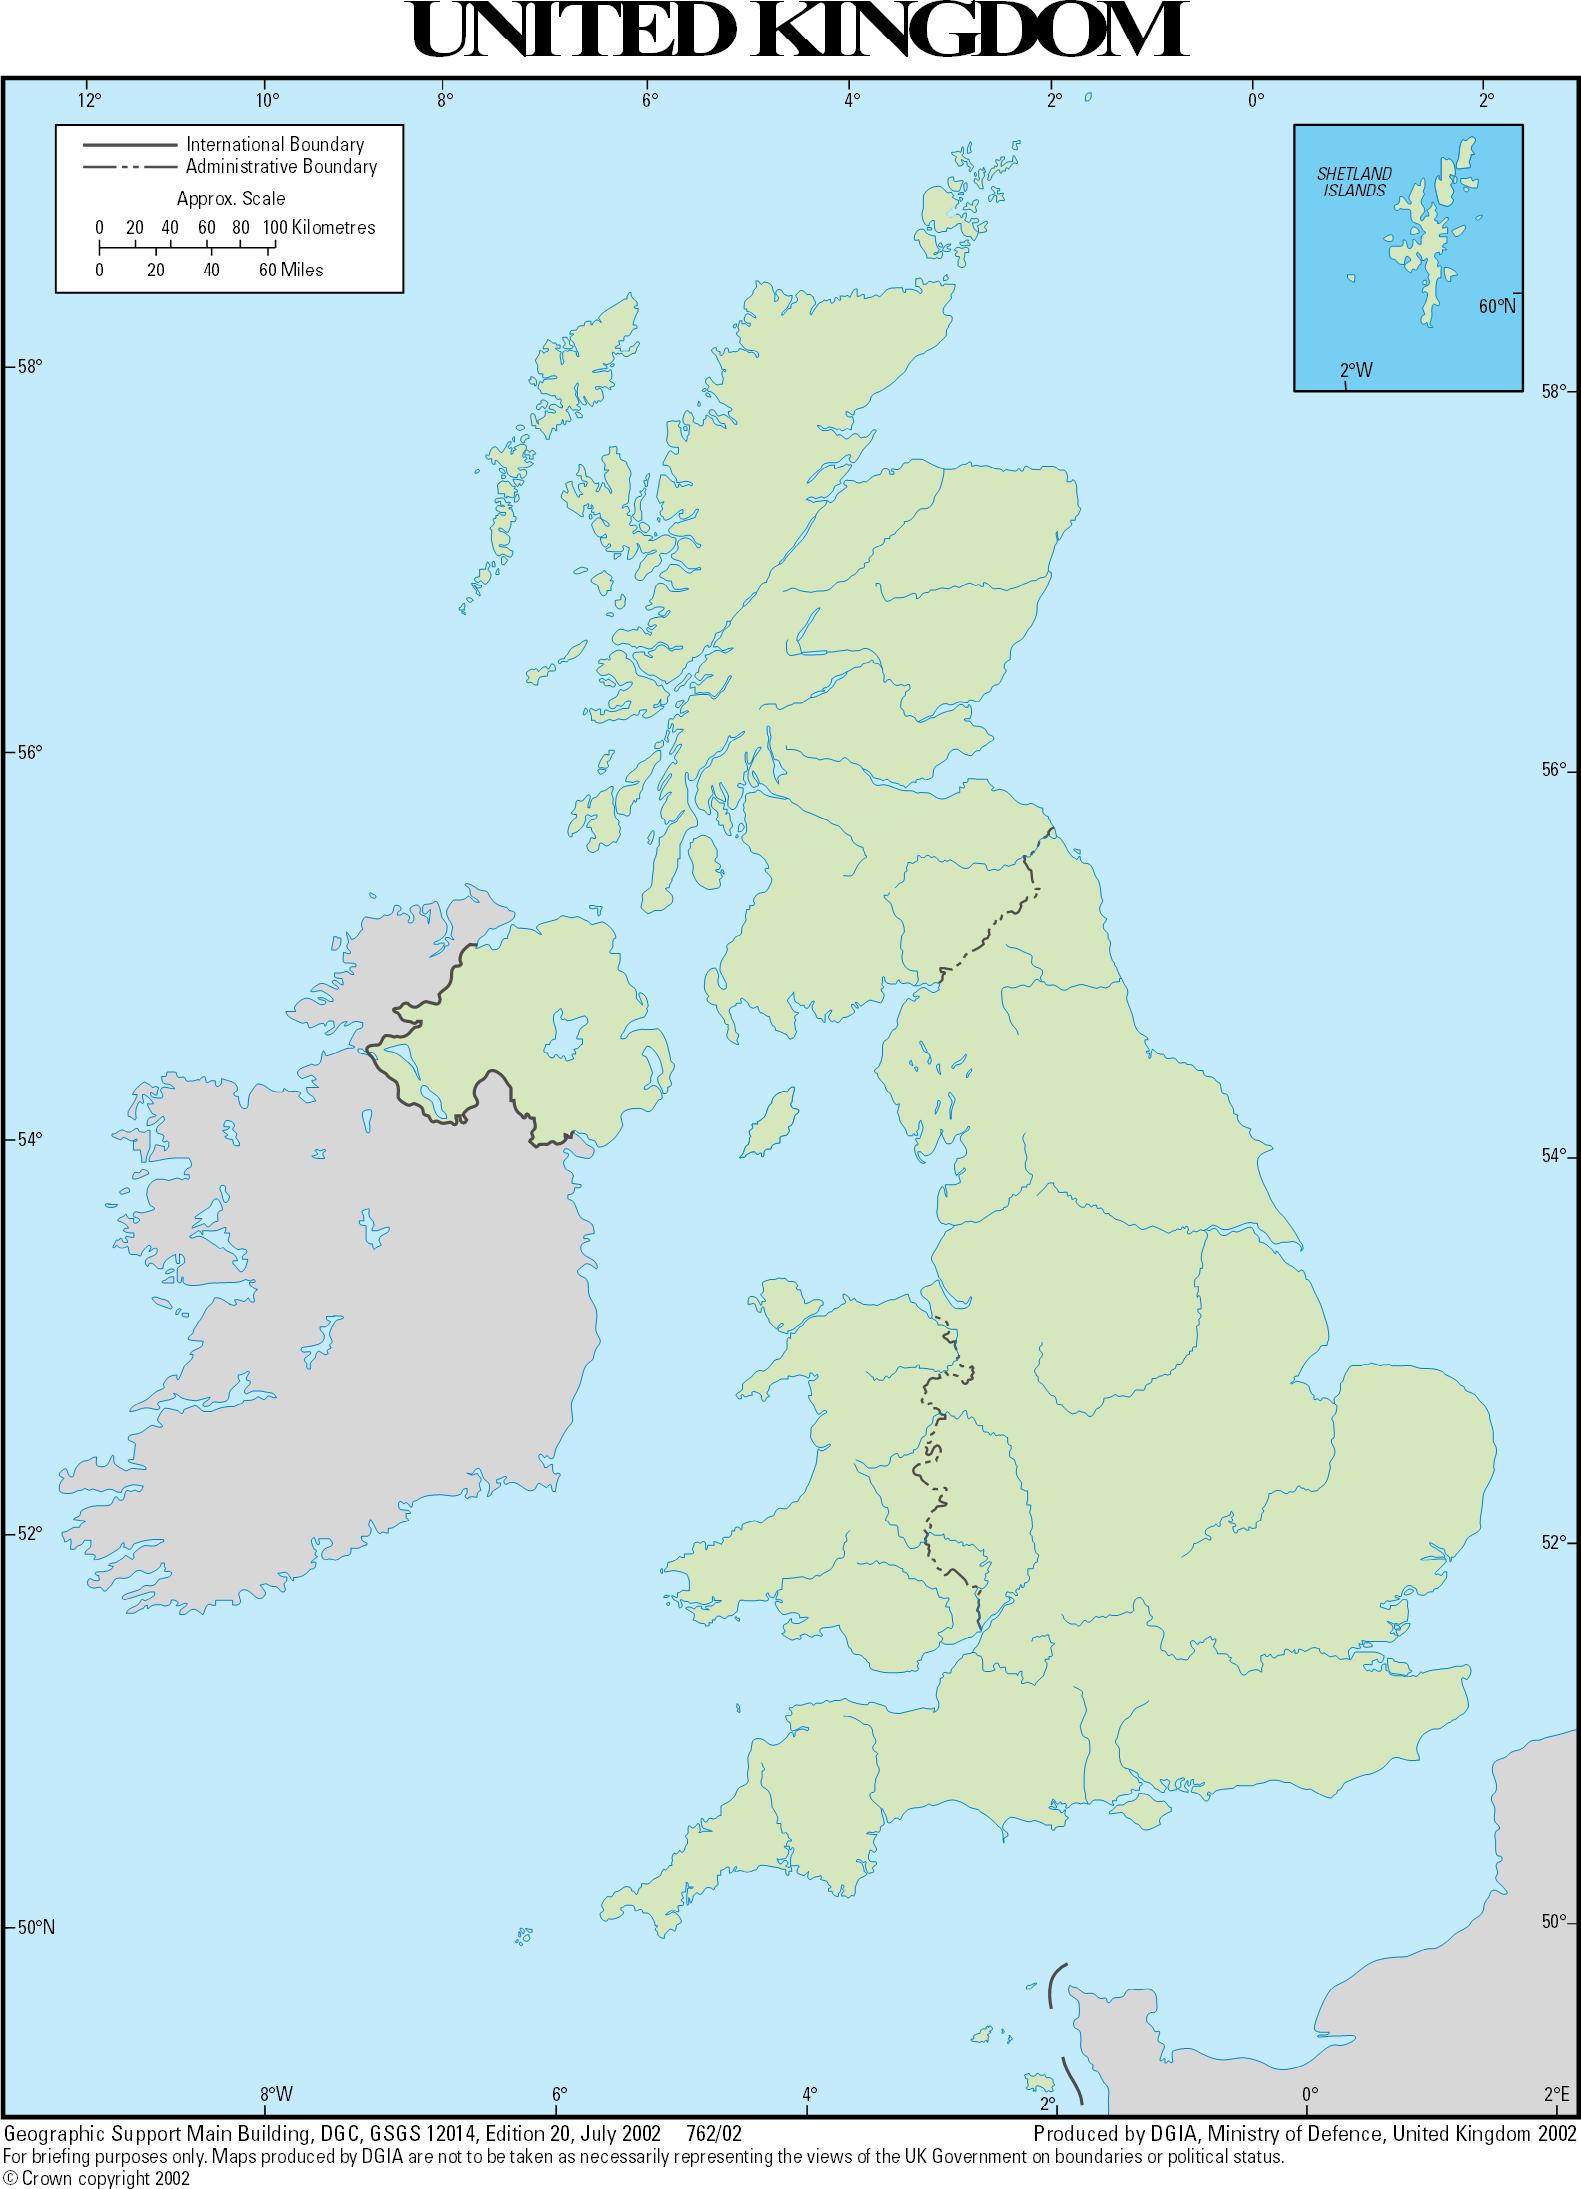 UNITED KINGDOM
12° 10° 8° 6° 4° 2° 0° 2°
International Boundary
Administrative Boundary
Approx. Scale
0 20 40 60 80 100 Kilometres
0 20 40 60 Miles
SHETLAND
ISLANDS
60°N
2°W
58°
58°
56°
56°
54°
54°
52°
52°
50°N
50°
8°W 6° 4° 2° 0° 2°E
Geographic Support Main Building, DGC, GSGS 12014, Edition 20, July 2002 762/02 Produced by DGIA, Ministry of Defence, United Kingdom 2002
For briefing purposes only. Maps produced by DGIA are not to be taken as necessarily representing the views of the UK Government on boundaries or political status.
© Crown copyright 2002